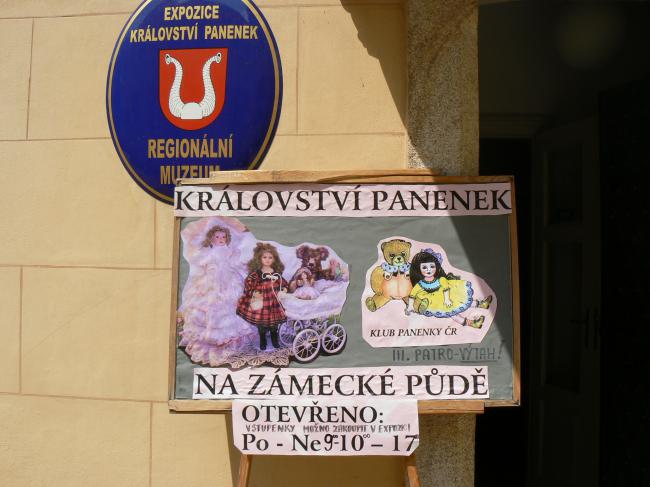 EXPOZICE
KRÁLOVSTVÍ PANENEK
REGIONÁLNÍ
MUZEUM
KRÁLOVSTVÍ PANENEK
KLUB PANENKY ČR
III. PATRO-VÝTAH!
NA ZÁMECKÉ PŮDĚ
OTEVŘENO:
VSTUPENKY MOŽNO ZAKOUPIT V EXPOZICI
Po - Ne 9⁰⁰-10⁰⁰ – 17